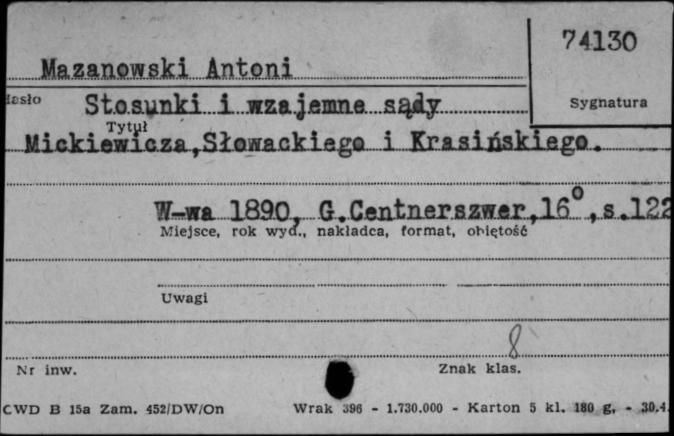 74130
Mazanowski Antoni
Hasło Stosunki i wzajemne sądy
Sygnatura
Tytuł
Mickiewicza,Słowackiego i Krasińskiego.
W-wa 1890, G.Centnerszwer,16°,s.122
Miejsce, rok wyd., nakładca, format, objętość
Uwagi
8
Nr inw.
Znak klas.
CWD B 15a Zam. 452/DW/On Wrak 396 - 1.730.000 - Karton 5 kl. 180 g, - 30.4.